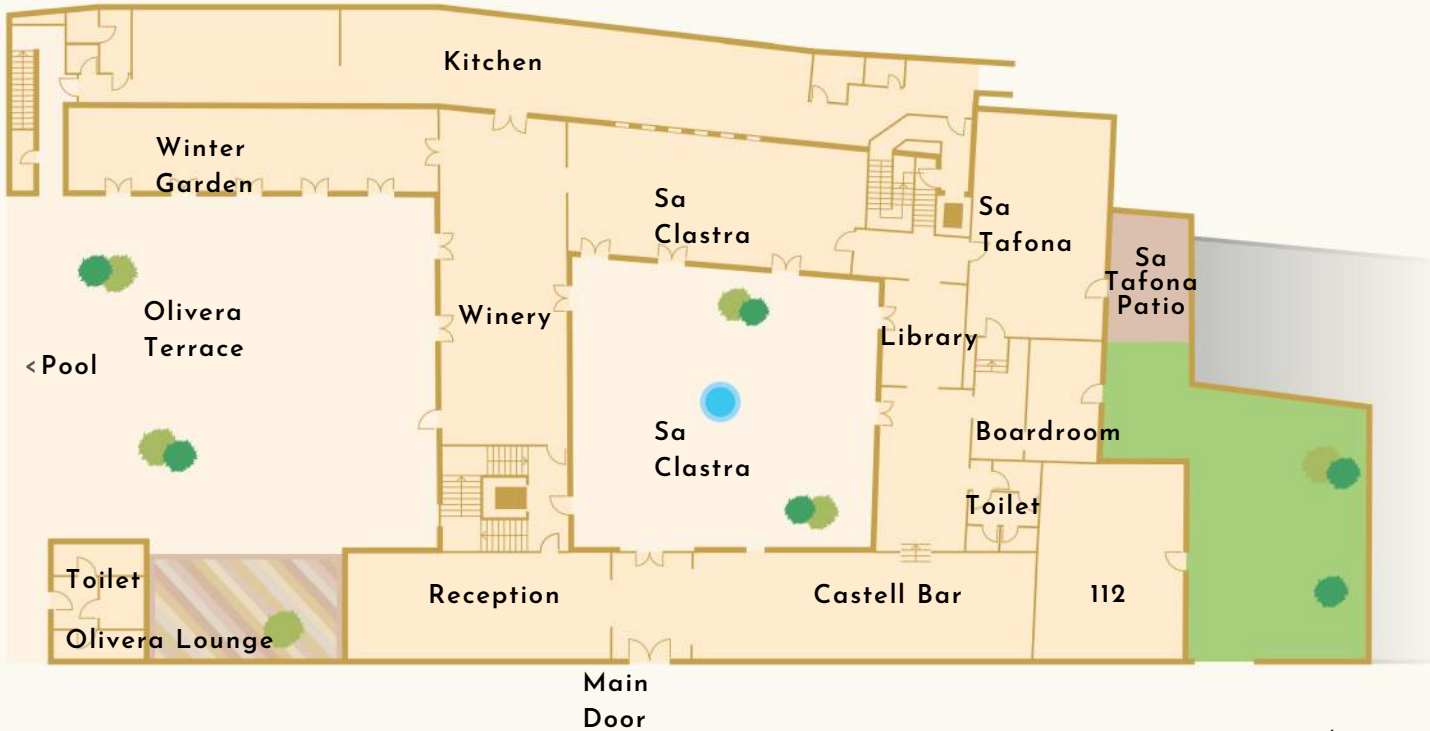 Kitchen
Winter
Garden
Sa
Clastra
Sa
Tafona
Sa
Tafona
Patio
Olivera
Terrace
Winery
Library
<Pool
Sa
Clastra
Boardroom
Toilet
Toilet
Reception
Castell Bar
112
Olivera Lounge
Main
Door